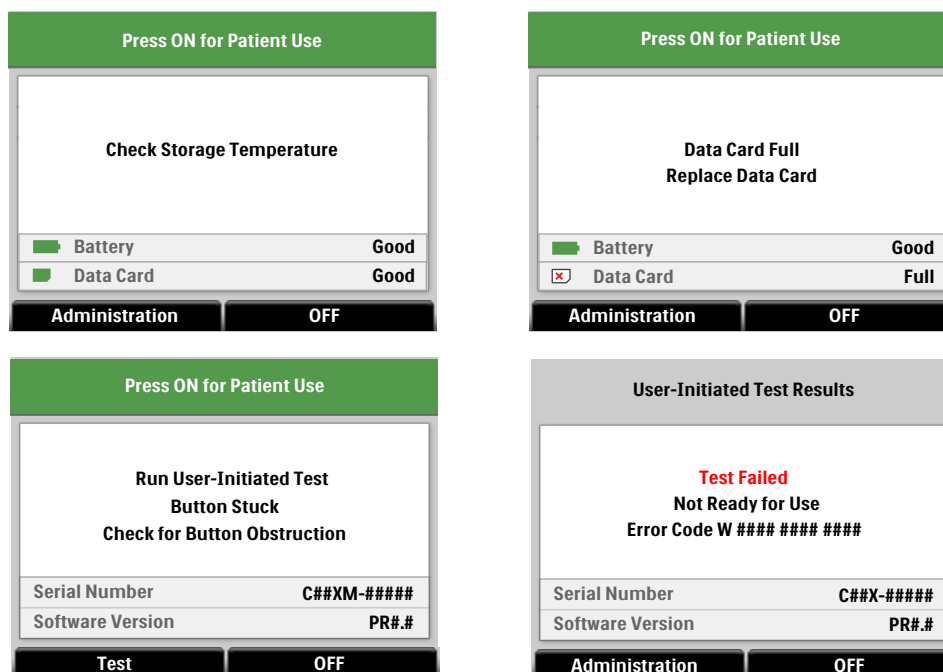 Press ON for Patient Use
Check Storage Temperature
Battery Good
Data Card Good
Administration OFF
Press ON for Patient Use
Data Card Full
Replace Data Card
Battery Good
Data Card Full
Administration OFF
Press ON for Patient Use
Run User-Initiated Test
Button Stuck
Check for Button Obstruction
Serial Number C##XM-#####
Software Version PR#.#
Test OFF
User-Initiated Test Results
Test Failed
Not Ready for Use
Error Code W #### #### ####
Serial Number C##X-#####
Software Version PR#.#
Administration OFF